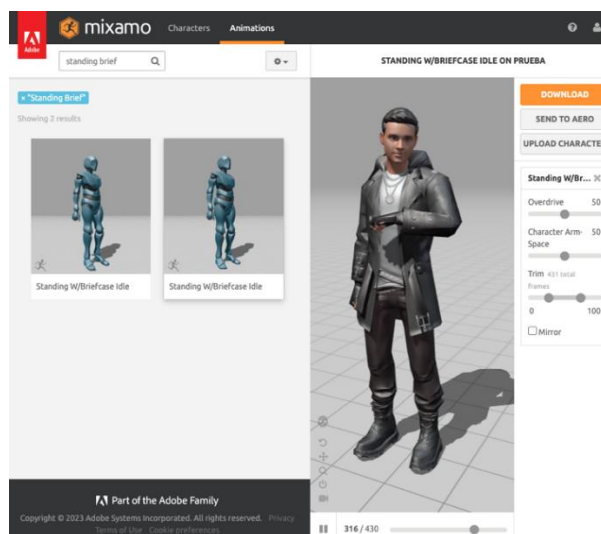 Adobe
mixamo Characters Animations
standing brief
STANDING W/BRIEFCASE IDLE ON PRUEBA
× "Standing Brief"
Showing 2 results
Standing W/Briefcase Idle
Standing W/Briefcase Idle
DOWNLOAD
SEND TO AERO
UPLOAD CHARACTE
Standing W/Br...
Overdrive 50
Character Arm- 50
Space
Trim 431 total
Frames
0 100
Mirror
Part of the Adobe Family
Copyright © 2023 Adobe Systems Incorporated. All rights reserved. Privacy
Terms of Use Cookie preferences
316 / 430